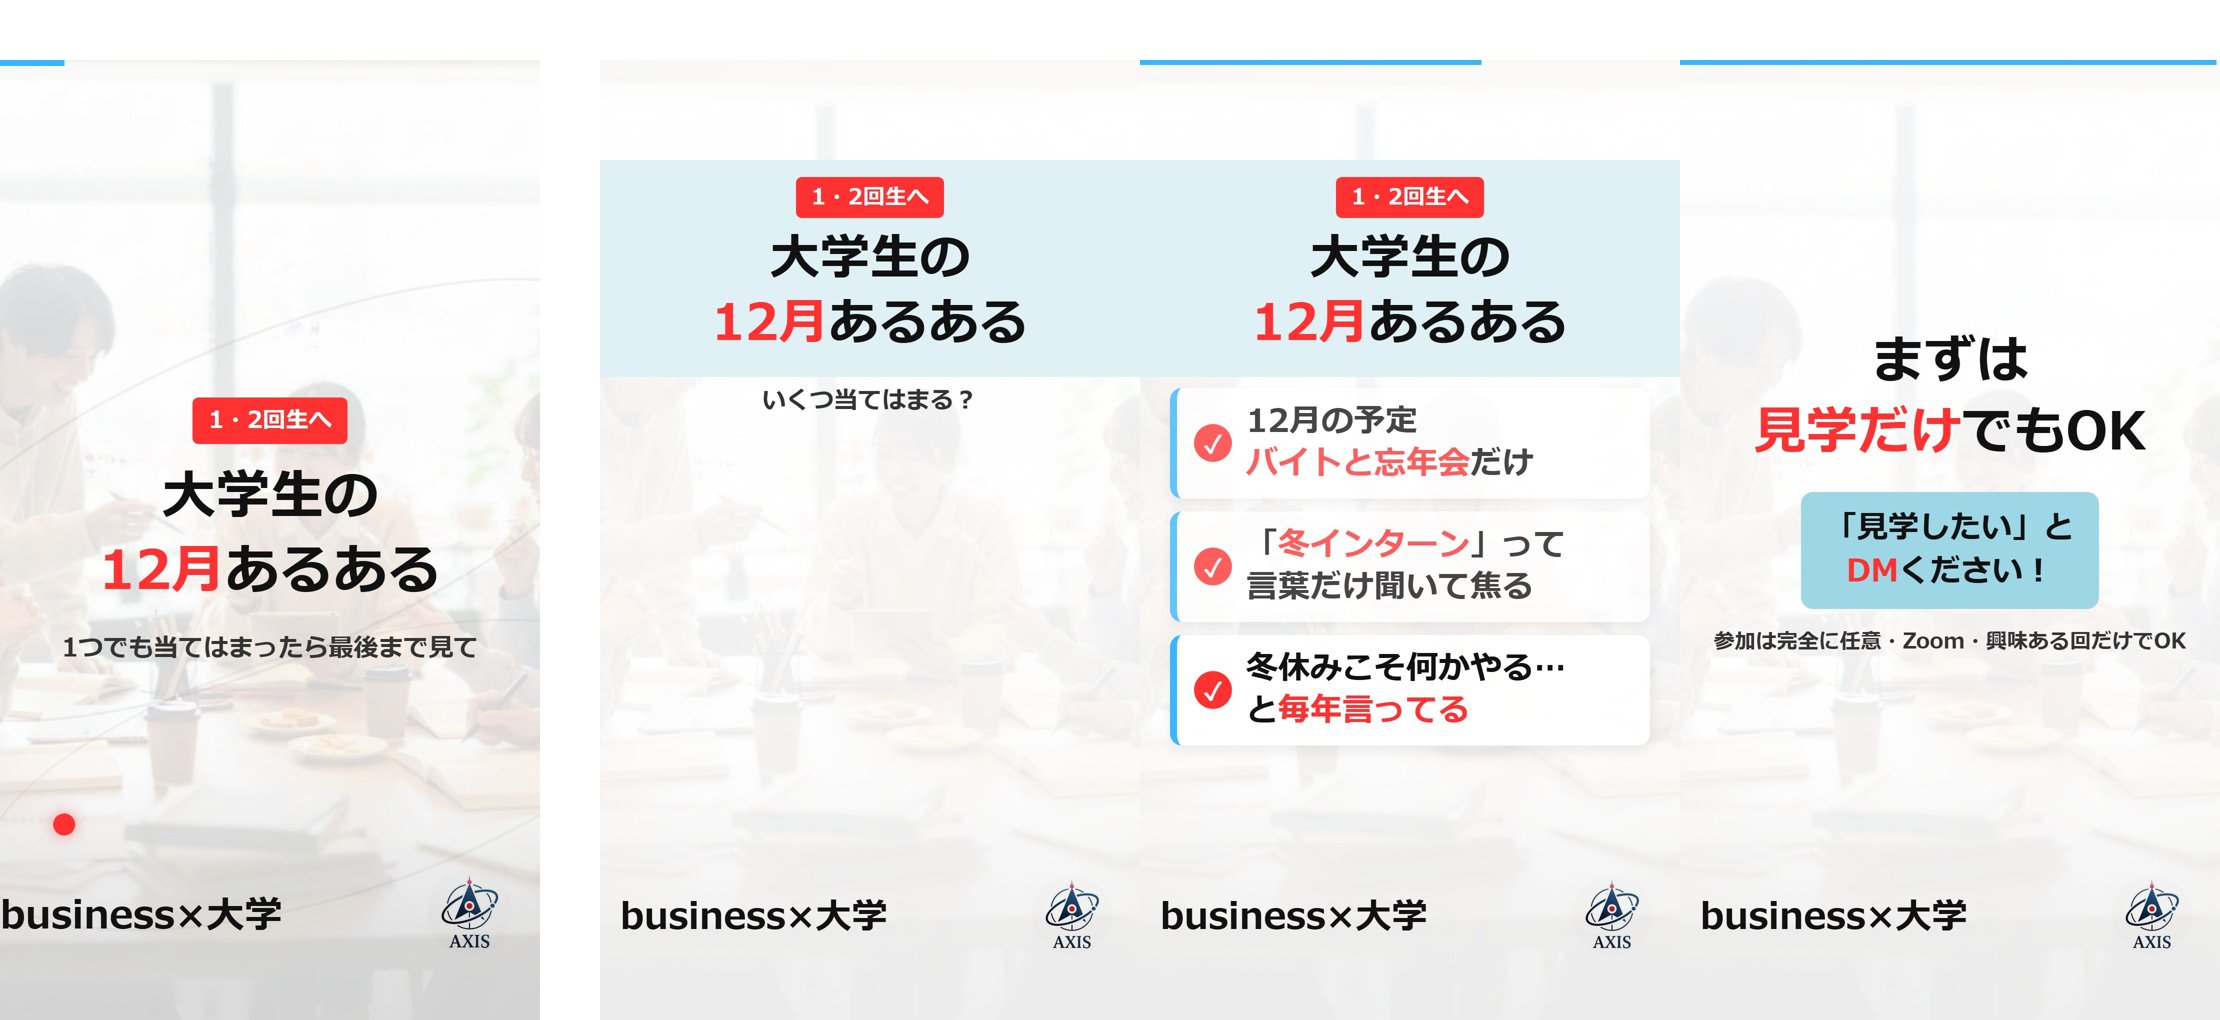 1・2回生へ
大学生の
12月あるある
1つでも当てはまったら最後まで見て
business×大学
AXIS
1・2回生へ
大学生の
12月あるある
いくつ当てはまる？
business×大学
AXIS
1・2回生へ
大学生の
12月あるある
12月の予定
バイトと忘年会だけ
「冬インターン」って
言葉だけ聞いて焦る
冬休みこそ何かやる…
と毎年言ってる
business×大学
AXIS
まずは
見学だけでもOK
「見学したい」と
DMください！
参加は完全に任意・Zoom・興味ある回だけでOK
business×大学
AXIS